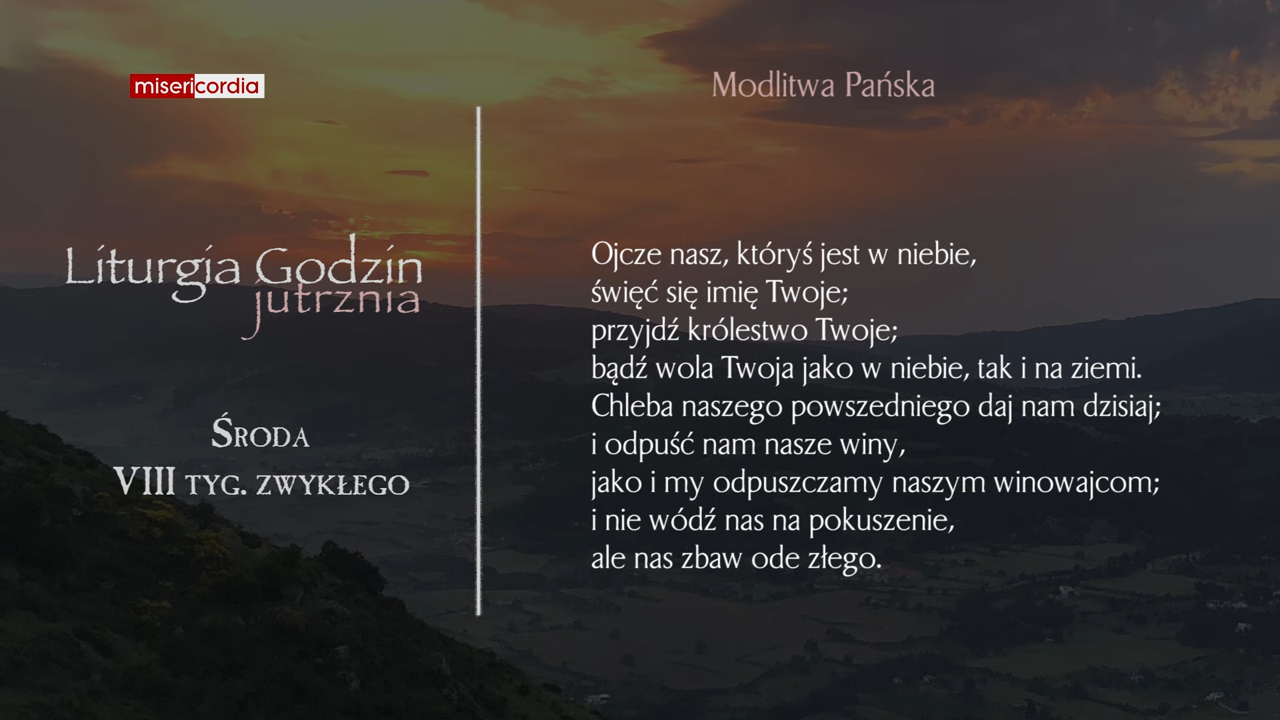 misericordia
Liturgia Godzin
jutrznia
Środa
VIII tyg. zwykłego
Modlitwa Pańska
Ojcze nasz, któryś jest w niebie,
święć się imię Twoje;
przyjdź królestwo Twoje;
bądź wola Twoja jako w niebie, tak i na ziemi.
Chleba naszego powszedniego daj nam dzisiaj;
i odpuść nam nasze winy,
jako i my odpuszczamy naszym winowajcom;
i nie wódź nas na pokuszenie,
ale nas zbaw ode złego.